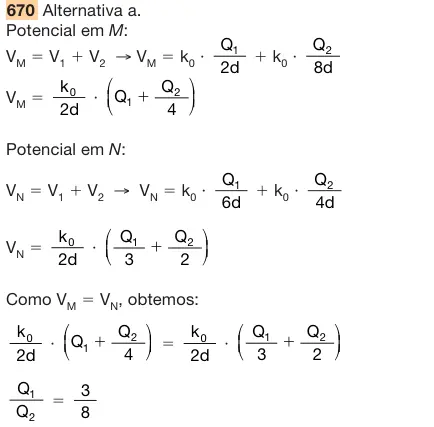 670 Alternativa a.
Potencial em M:
V_M = V_1 + V_2 → V_M = k_0 · Q_1/2d + k_0 · Q_2/8d
V_M = k_0/2d · (Q_1 + Q_2/4)
Potencial em N:
V_N = V_1 + V_2 → V_N = k_0 · Q_1/6d + k_0 · Q_2/4d
V_N = k_0/2d · (Q_1/3 + Q_2/2)
Como V_M = V_N, obtemos:
k_0/2d · (Q_1 + Q_2/4) = k_0/2d · (Q_1/3 + Q_2/2)
Q_1/Q_2 = 3/8